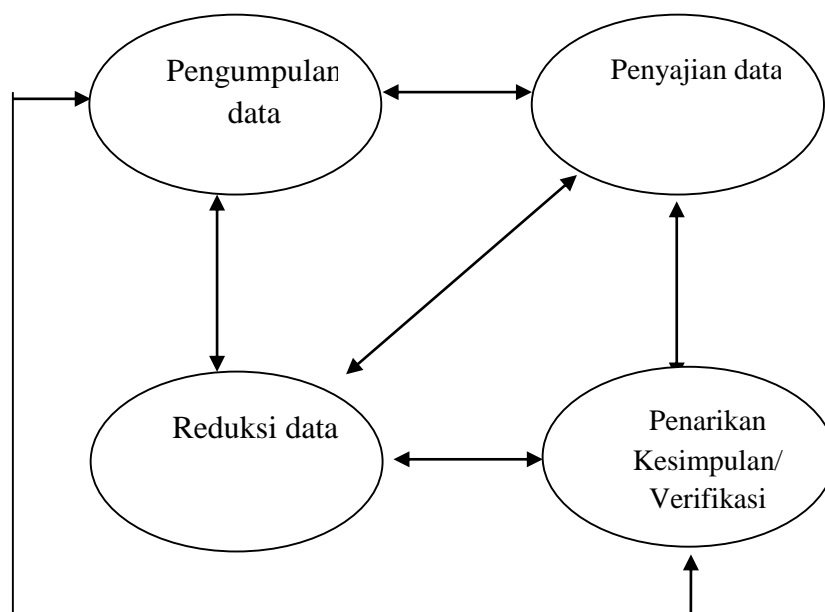 Pengumpulan
data
Penyajian data
Reduksi data
Penarikan
Kesimpulan/
Verifikasi